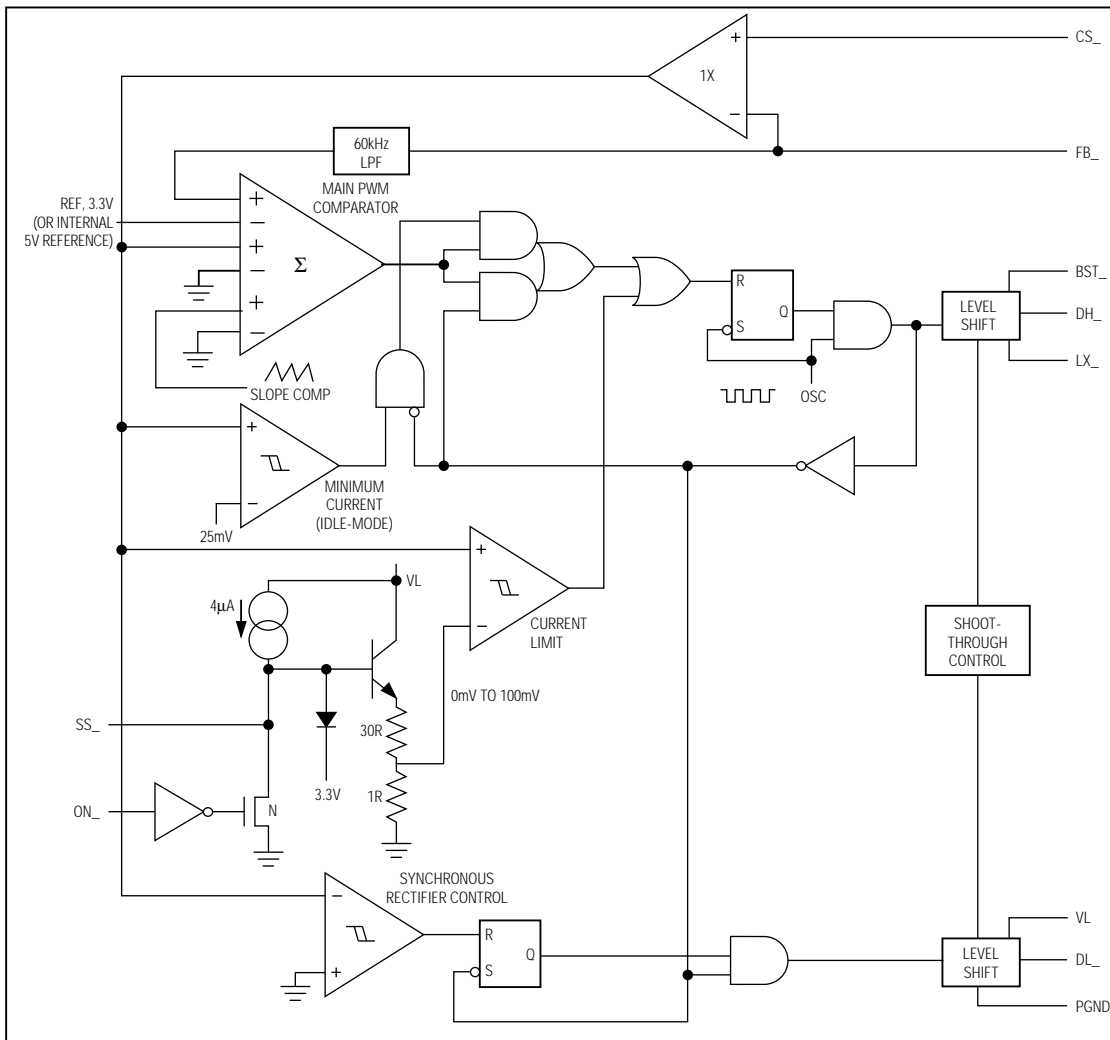 CS_
+
1X
−
60kHz
LPF
FB_
MAIN PWM
COMPARATOR
REF, 3.3V
(OR INTERNAL
5V REFERENCE)
+
−
+
−
+
−
Σ
SLOPE COMP
R
Q
S
OSC
LEVEL
SHIFT
BST_
DH_
LX_
+
−
25mV
MINIMUM
CURRENT
(IDLE-MODE)
+
−
CURRENT
LIMIT
VL
4µA
0mV TO 100mV
30R
1R
3.3V
SS_
ON_
N
SHOOT-
THROUGH
CONTROL
SYNCHRONOUS
RECTIFIER CONTROL
−
+
R
Q
S
LEVEL
SHIFT
VL
DL_
PGND